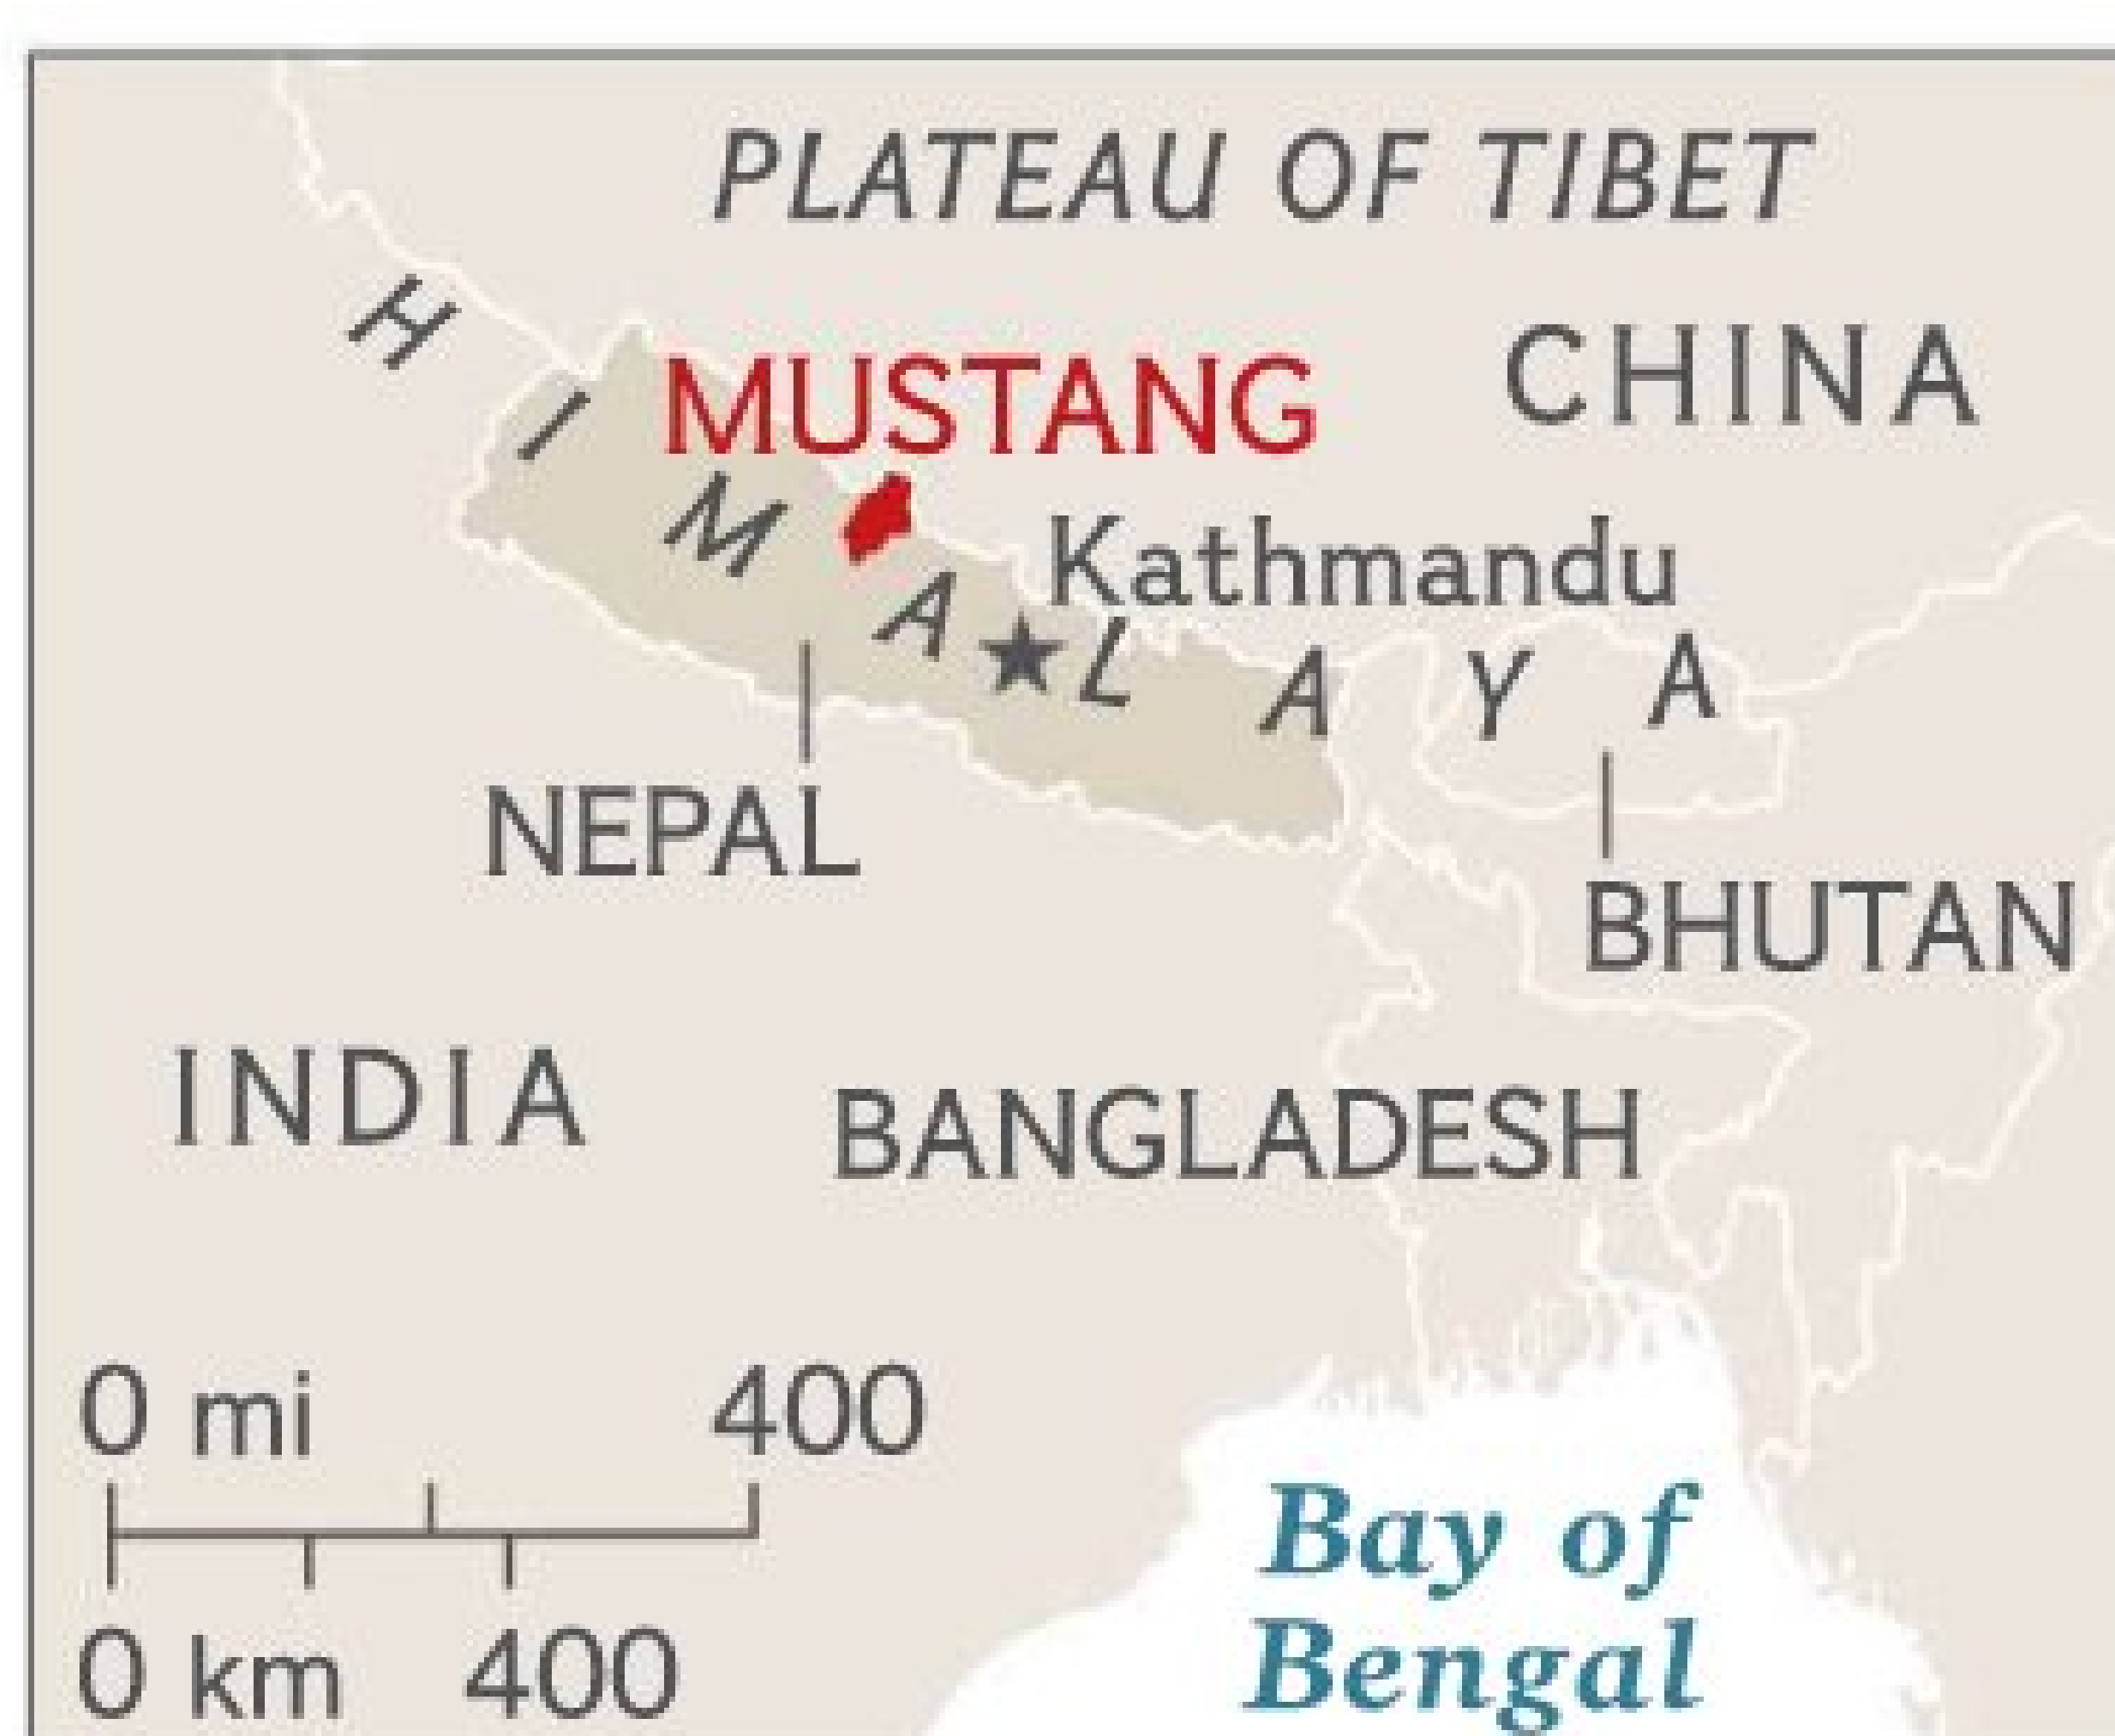 PLATEAU OF TIBET
CHINA
MUSTANG
HIMALAYA
Kathmandu
NEPAL
BHUTAN
INDIA
BANGLADESH
0 mi 400
0 km 400
Bay of
Bengal